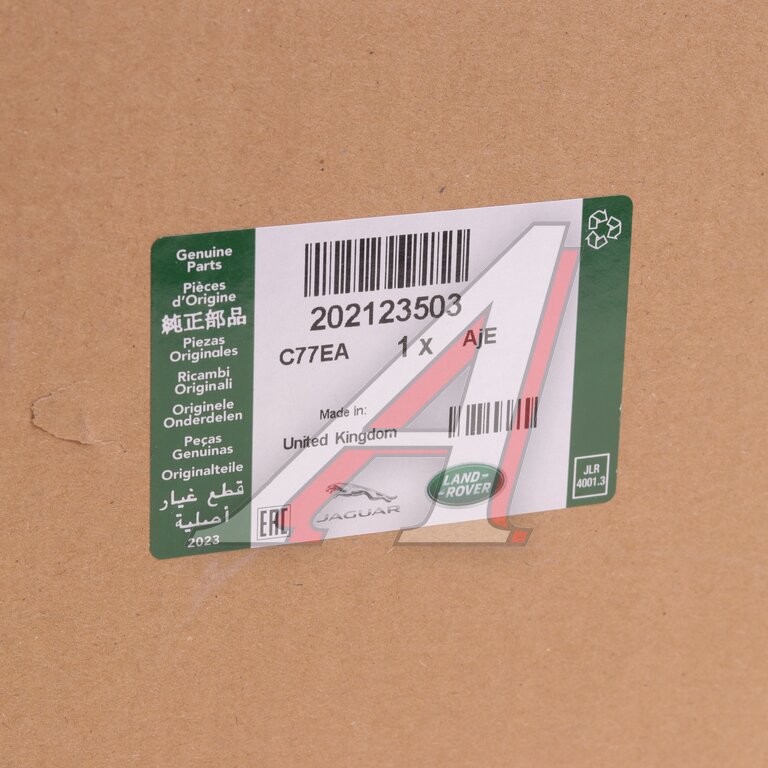 Genuine
Parts
Pièces
d'Origine
純正部品
Piezas
Originales
Ricambi
Originali
Originele
Onderdelen
Peças
Genuínas
Originalteile
قطع غيار
أصلية
2023
202123503
C77EA 1 x AjE
Made in:
United Kingdom
EAC
JAGUAR
LAND-
-ROVER
JLR
4001.3